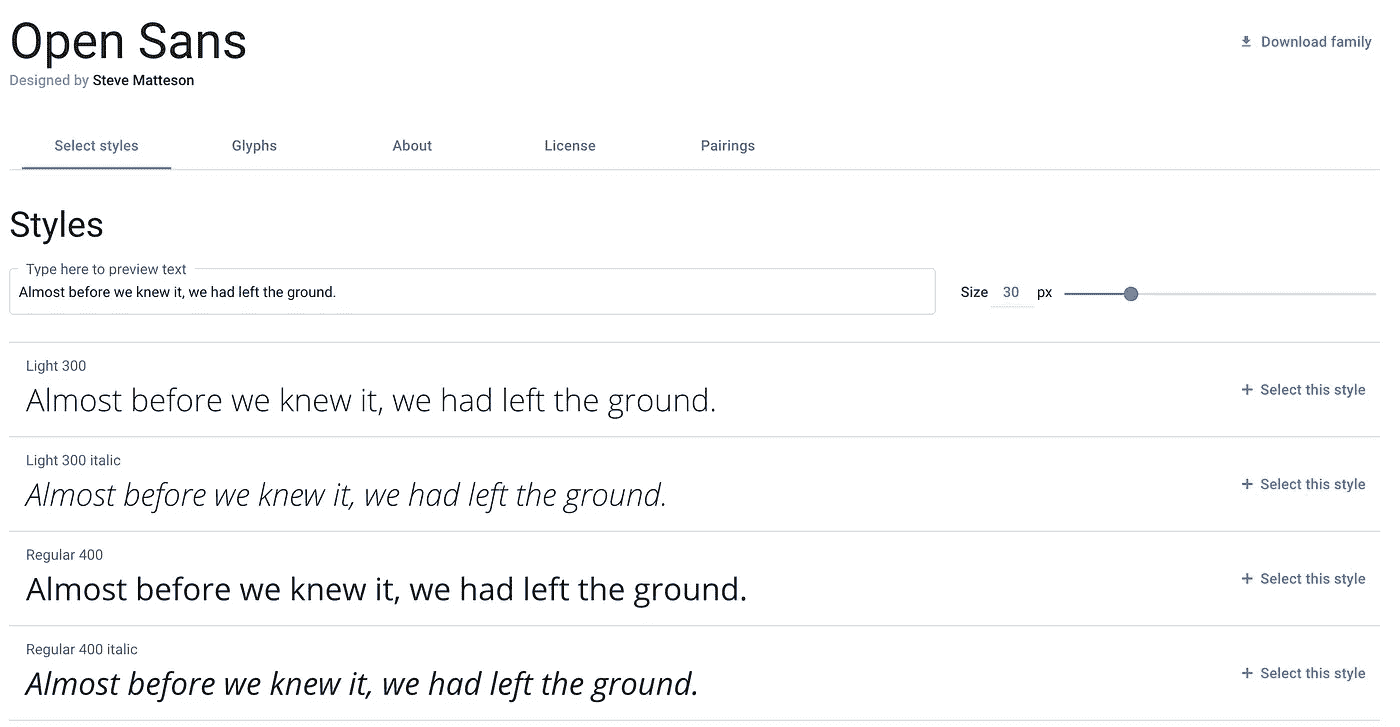 Open Sans
Download family
Designed by Steve Matteson
Select styles Glyphs About License Pairings
Styles
Type here to preview text
Almost before we knew it, we had left the ground.
Size 30 px
Light 300
Almost before we knew it, we had left the ground.
+ Select this style
Light 300 italic
Almost before we knew it, we had left the ground.
+ Select this style
Regular 400
Almost before we knew it, we had left the ground.
+ Select this style
Regular 400 italic
Almost before we knew it, we had left the ground.
+ Select this style